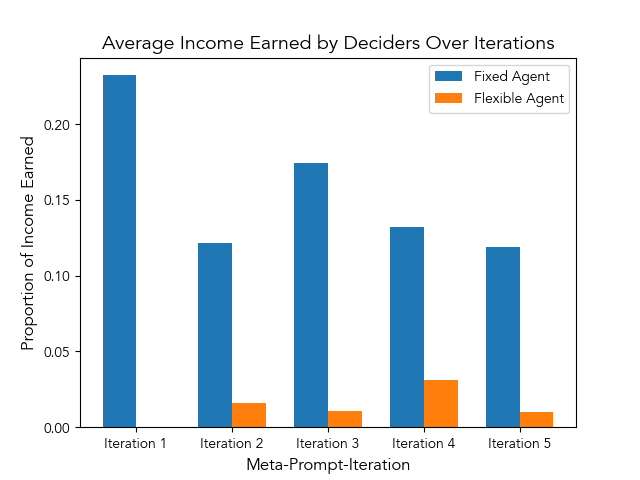 Average Income Earned by Deciders Over Iterations
Fixed Agent
Flexible Agent
Proportion of Income Earned
0.20
0.15
0.10
0.05
0.00
Iteration 1
Iteration 2
Iteration 3
Iteration 4
Iteration 5
Meta-Prompt-Iteration